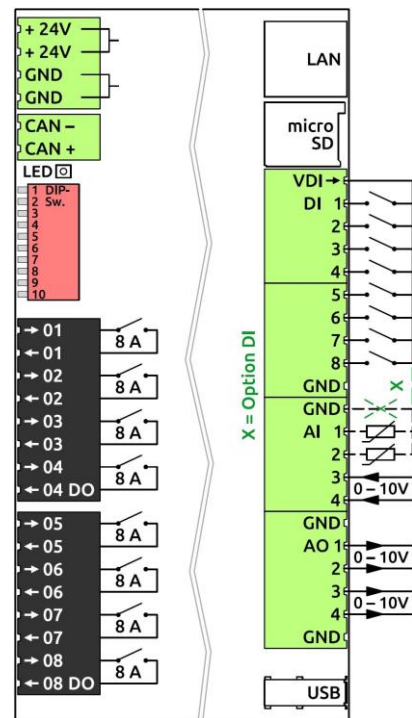 + 24V
+ 24V
GND
GND
CAN –
CAN +
LED
1 DIP-
2 Sw.
3
4
5
6
7
8
9
10
→ 01
← 01
8 A
→ 02
← 02
8 A
→ 03
← 03
8 A
→ 04
← 04 DO
8 A
→ 05
← 05
8 A
→ 06
← 06
8 A
→ 07
← 07
8 A
→ 08
← 08 DO
8 A
X = Option DI
LAN
micro
SD
VDI→
DI 1
2
3
4
5
6
7
8
GND
GND
X
AI 1
2
3
0 – 10V
4
GND
AO 1
0 – 10V
2
3
0 – 10V
4
GND
USB